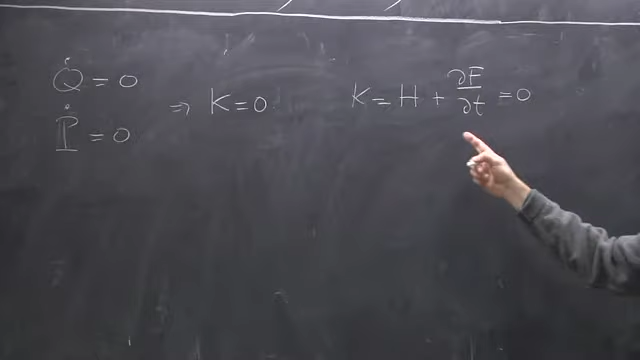 Q̇ = 0
Ṗ = 0
⇒ K = 0
K = H + ∂F/∂t = 0